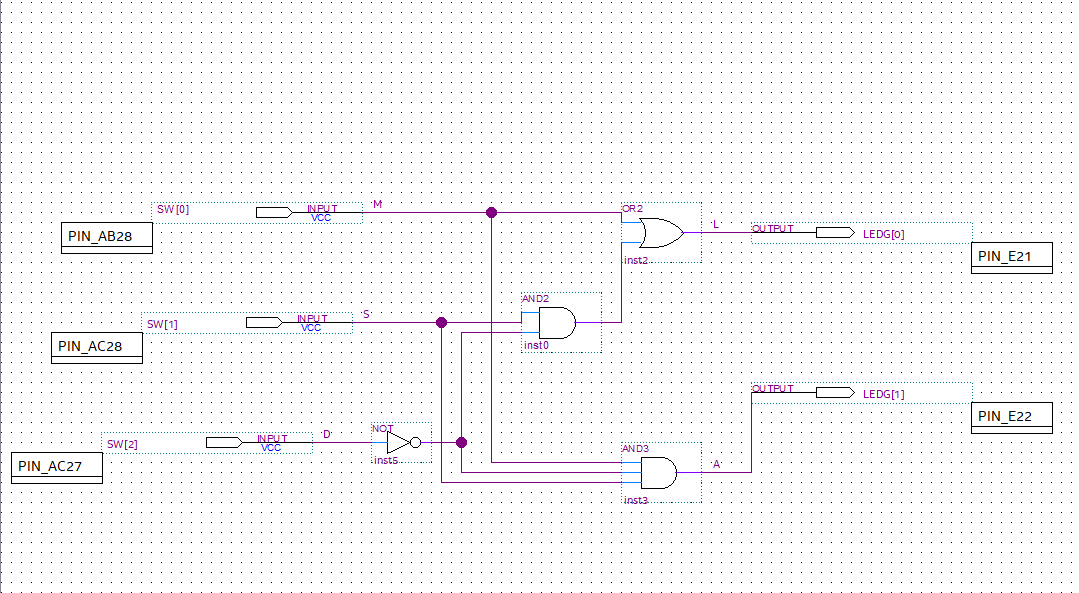 SW[0] INPUT VCC M
PIN_AB28
OR2
L
OUTPUT LEDG[0]
inst2
PIN_E21
SW[1] INPUT VCC S
PIN_AC28
AND2
inst0
OUTPUT LEDG[1]
PIN_E22
SW[2] INPUT VCC D
PIN_AC27
NOT
inst5
AND3
A
inst3